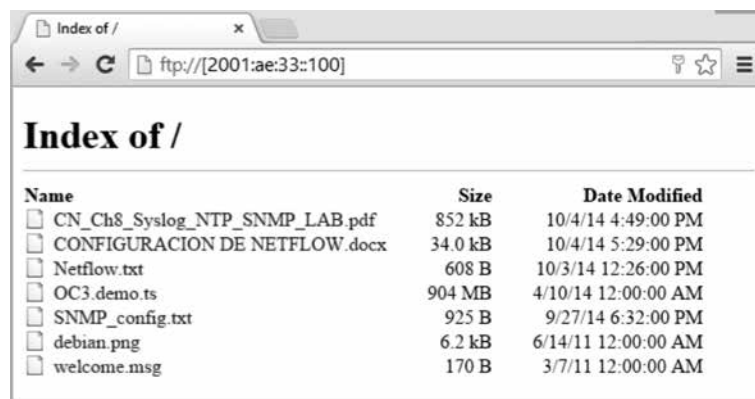 Index of /
ftp://[2001:ae:33::100]
Index of /
Name Size Date Modified
CN_Ch8_Syslog_NTP_SNMP_LAB.pdf 852 kB 10/4/14 4:49:00 PM
CONFIGURACION DE NETFLOW.docx 34.0 kB 10/4/14 5:29:00 PM
Netflow.txt 608 B 10/3/14 12:26:00 PM
OC3.demo.ts 904 MB 4/10/14 12:00:00 AM
SNMP_config.txt 925 B 9/27/14 6:32:00 PM
debian.png 6.2 kB 6/14/11 12:00:00 AM
welcome.msg 170 B 3/7/11 12:00:00 AM